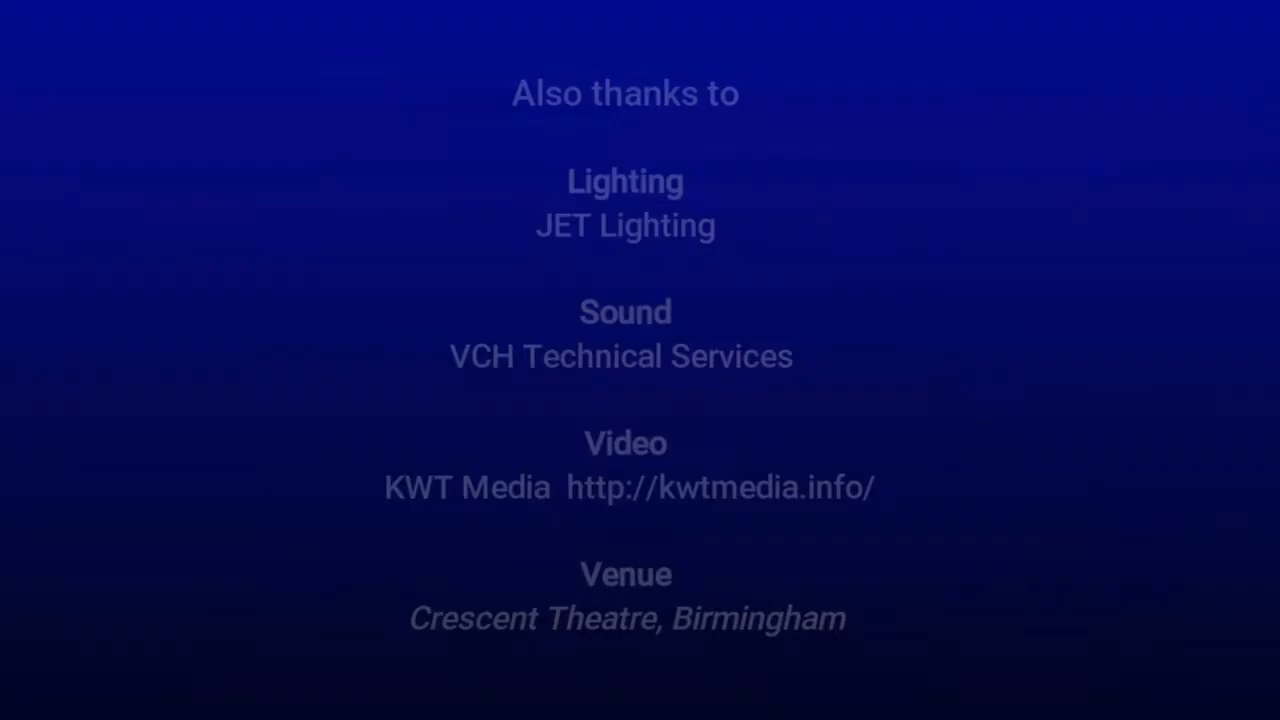 Also thanks to
Lighting
JET Lighting
Sound
VCH Technical Services
Video
KWT Media  http://kwtmedia.info/
Venue
Crescent Theatre, Birmingham